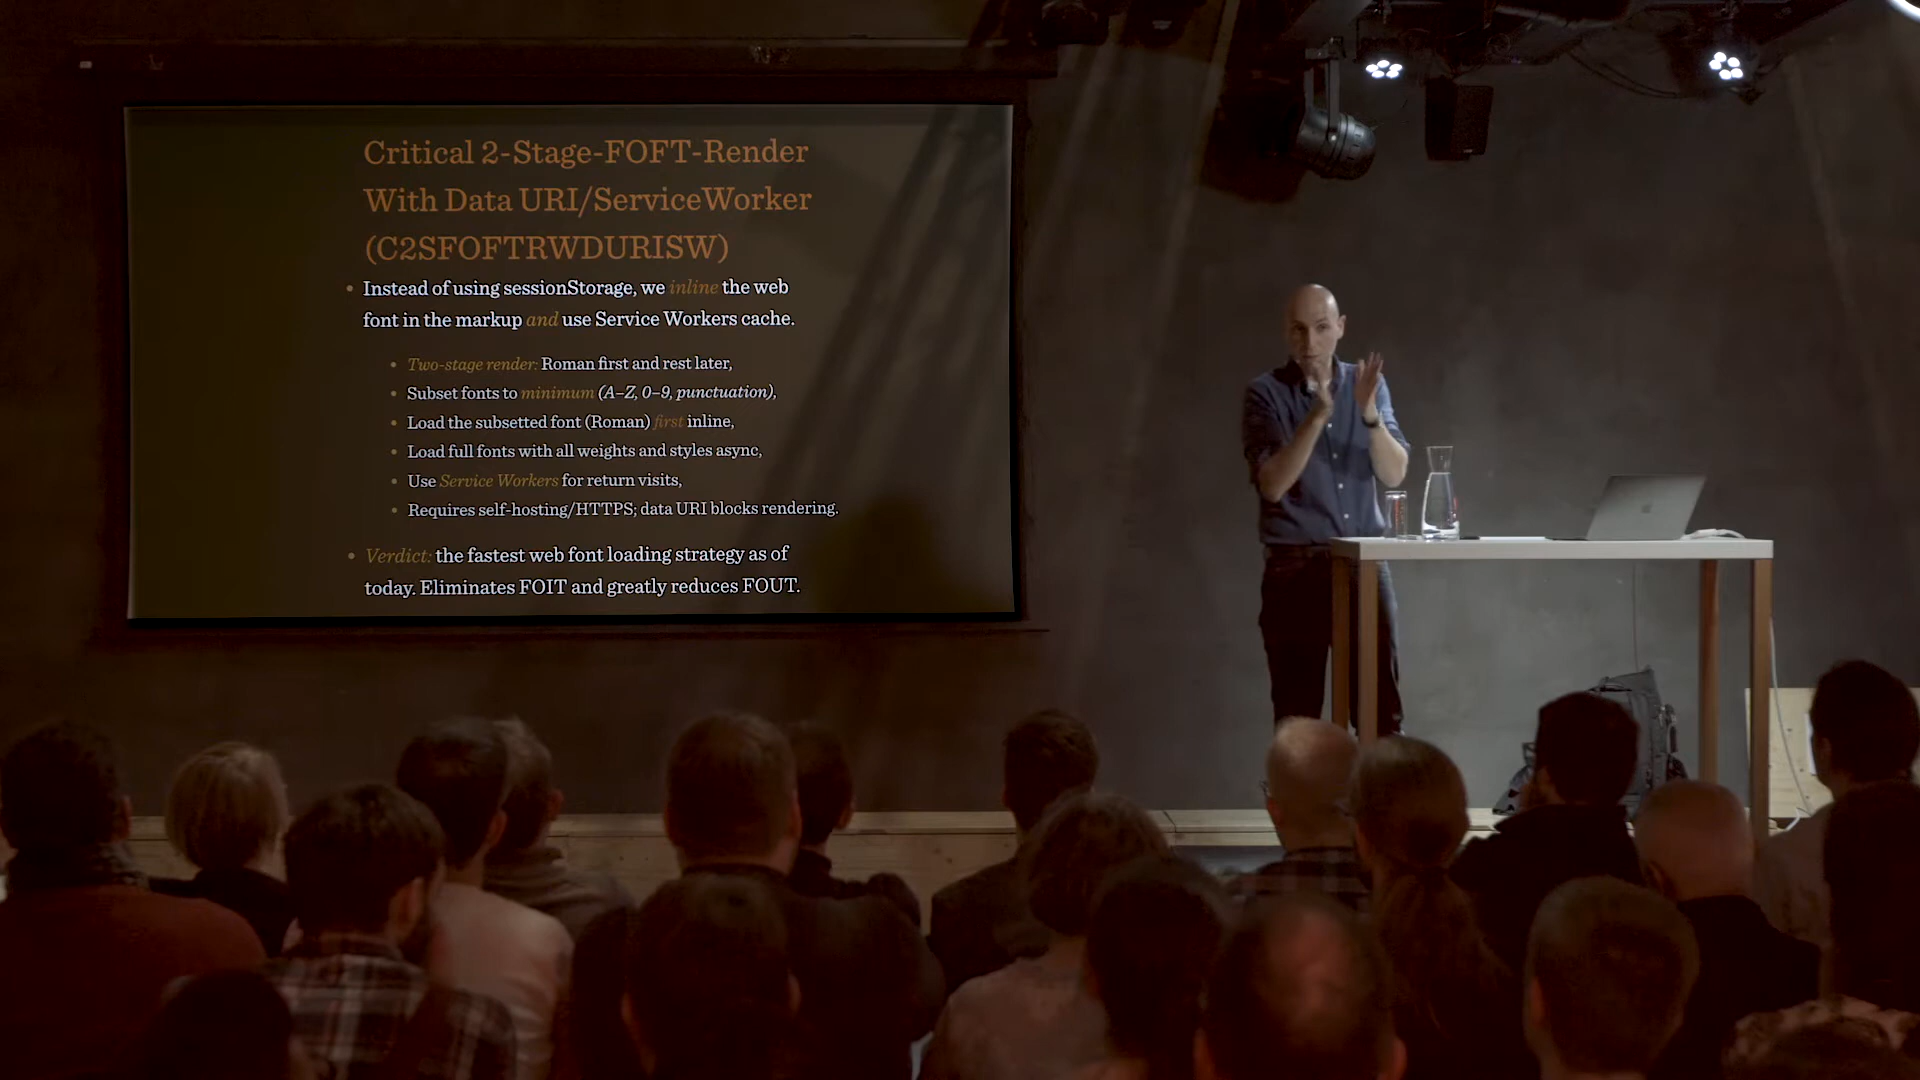 Critical 2-Stage-FOFT-Render
With Data URI/ServiceWorker
(C2SFOFTRWDURISW)
• Instead of using sessionStorage, we inline the web
font in the markup and use Service Workers cache.
• Two-stage render: Roman first and rest later,
• Subset fonts to minimum (A–Z, 0–9, punctuation),
• Load the subsetted font (Roman) first inline,
• Load full fonts with all weights and styles async,
• Use Service Workers for return visits,
• Requires self-hosting/HTTPS; data URI blocks rendering.
• Verdict: the fastest web font loading strategy as of
today. Eliminates FOIT and greatly reduces FOUT.